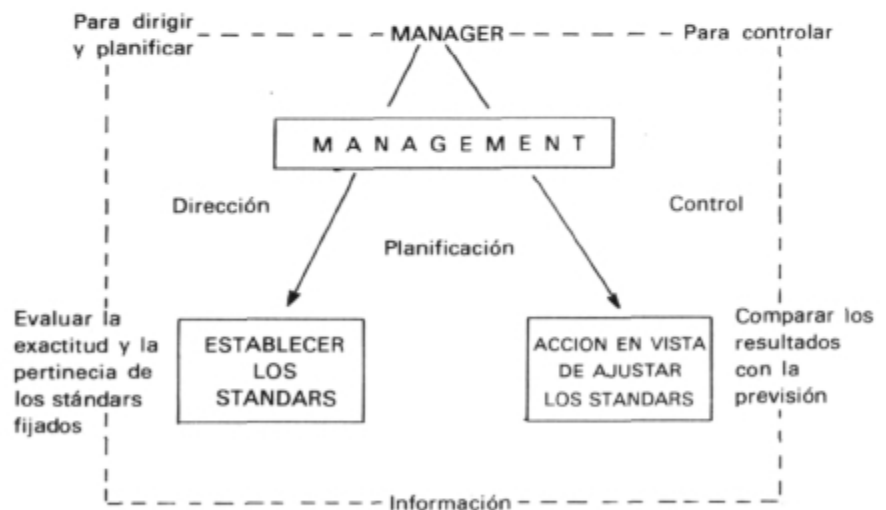 Para dirigir
y planificar
MANAGER
Para controlar
MANAGEMENT
Dirección
Control
Planificación
Evaluar la
exactitud y la
pertinecia de
los stándars
fijados
ESTABLECER
LOS
STANDARS
ACCION EN VISTA
DE AJUSTAR
LOS STANDARS
Comparar los
resultados
con la
previsión
Información